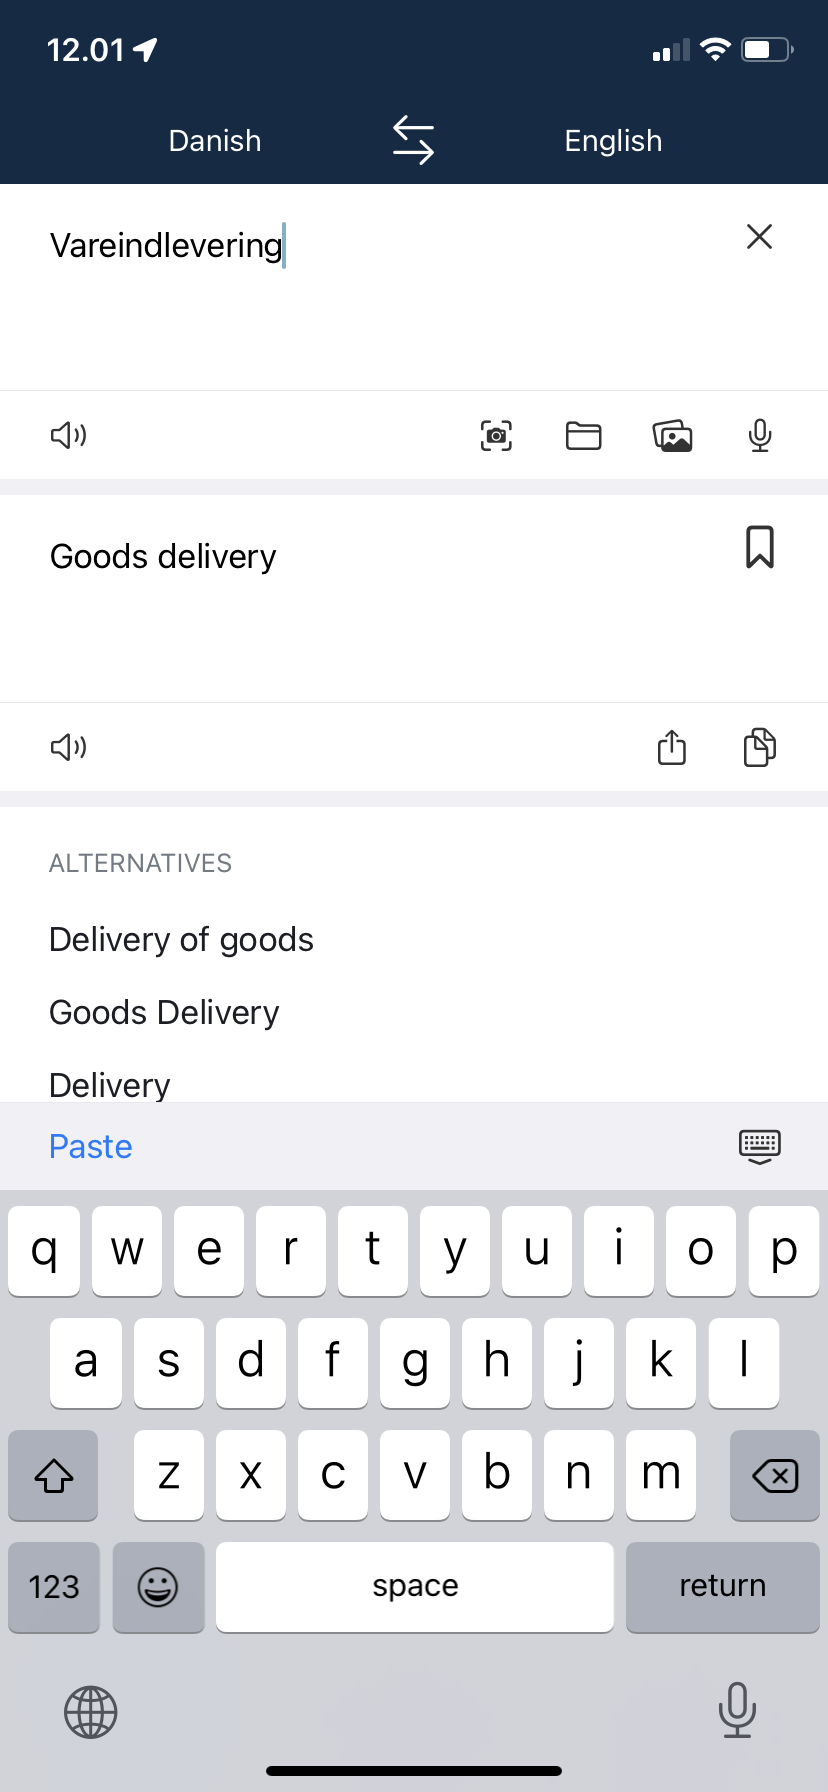 12.01
Danish English
Vareindlevering
Goods delivery
ALTERNATIVES
Delivery of goods
Goods Delivery
Delivery
Paste
q w e r t y u i o p
a s d f g h j k l
z x c v b n m
123 space return